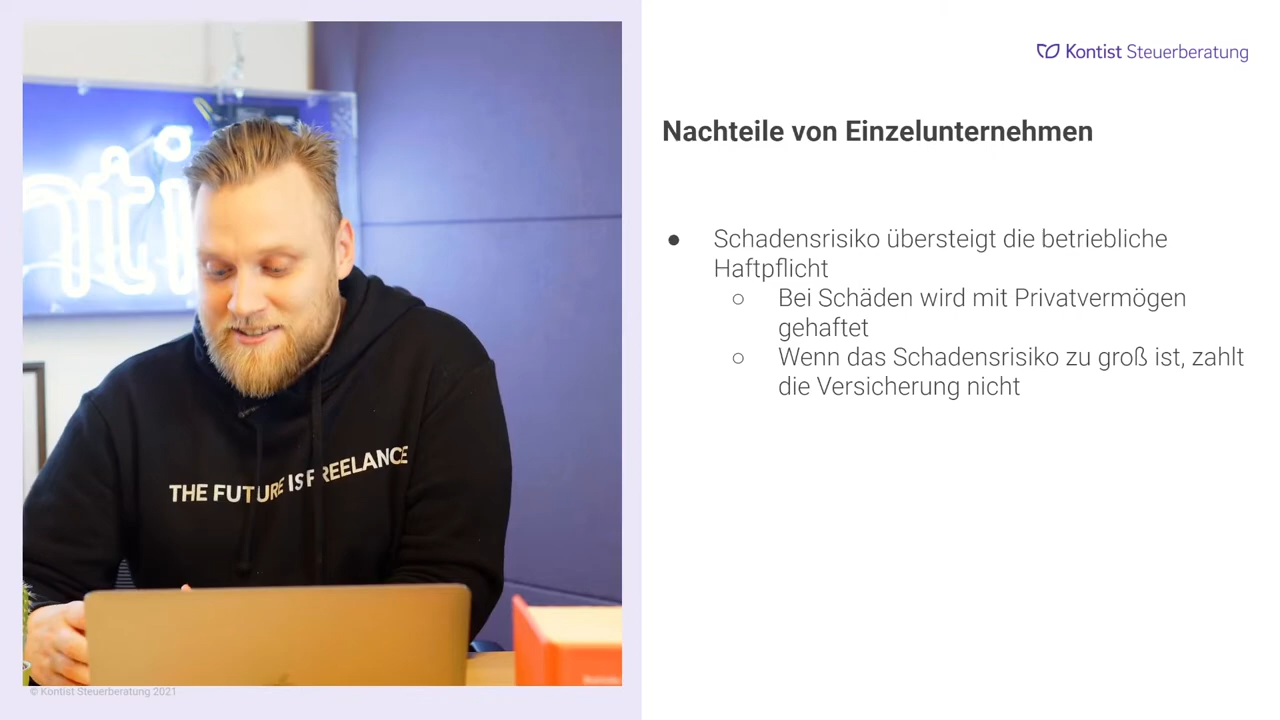 Kontist Steuerberatung
Nachteile von Einzelunternehmen
● Schadensrisiko übersteigt die betriebliche
Haftpflicht
○ Bei Schäden wird mit Privatvermögen
gehaftet
○ Wenn das Schadensrisiko zu groß ist, zahlt
die Versicherung nicht
nti
THE FUTURE IS FREELANCE
© Kontist Steuerberatung 2021